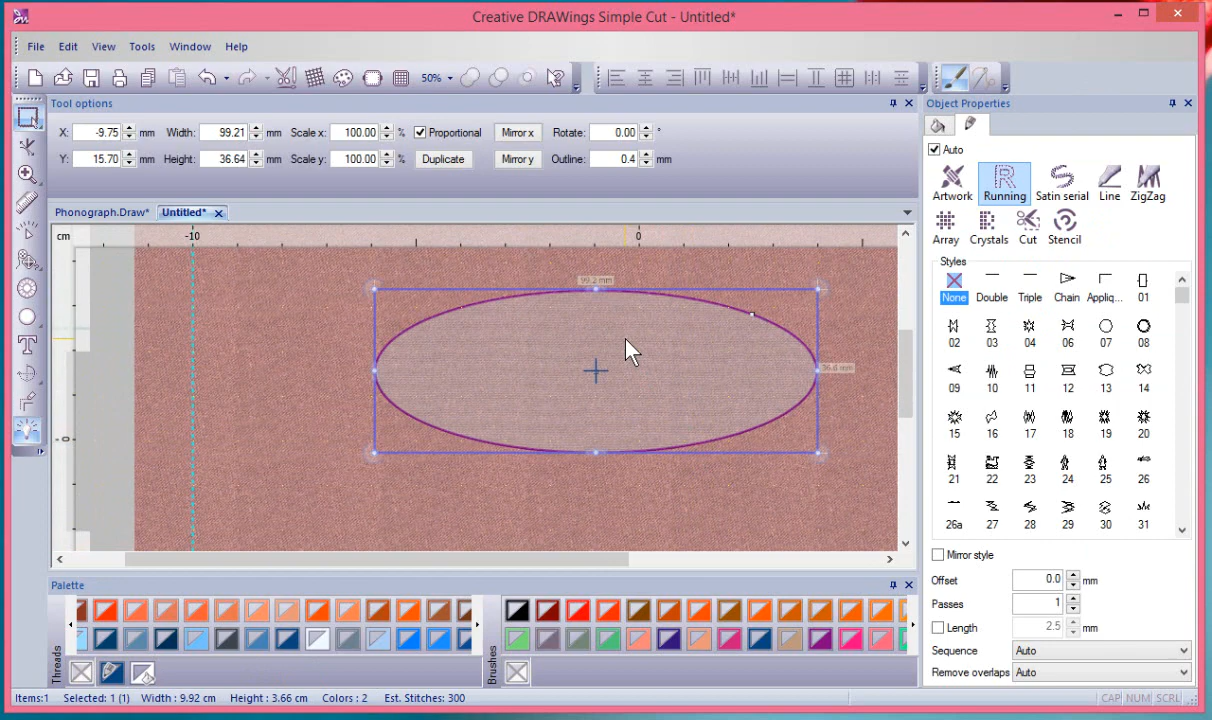 Creative DRAWings Simple Cut - Untitled*
File Edit View Tools Window Help
50%
Tool options
Object Properties
X: -9.75 mm Width: 99.21 mm Scale x: 100.00 % Proportional Mirror x Rotate: 0.00 °
Y: 15.70 mm Height: 36.64 mm Scale y: 100.00 % Duplicate Mirror y Outline: 0.4 mm
Auto
Artwork Running Satin serial Line ZigZag
Array Crystals Cut Stencil
Phonograph.Draw* Untitled*
cm -10 0
0
99.2 mm
36.6 mm
Styles
None Double Triple Chain Appliq... 01
02 03 04 06 07 08
09 10 11 12 13 14
15 16 17 18 19 20
21 22 23 24 25 26
26a 27 28 29 30 31
Mirror style
Offset 0.0 mm
Passes 1
Length 2.5 mm
Sequence Auto
Remove overlaps Auto
Palette
Threads
Brushes
Items:1 Selected: 1 (1) Width : 9.92 cm Height : 3.66 cm Colors : 2 Est. Stitches: 300
CAP NUM SCRL